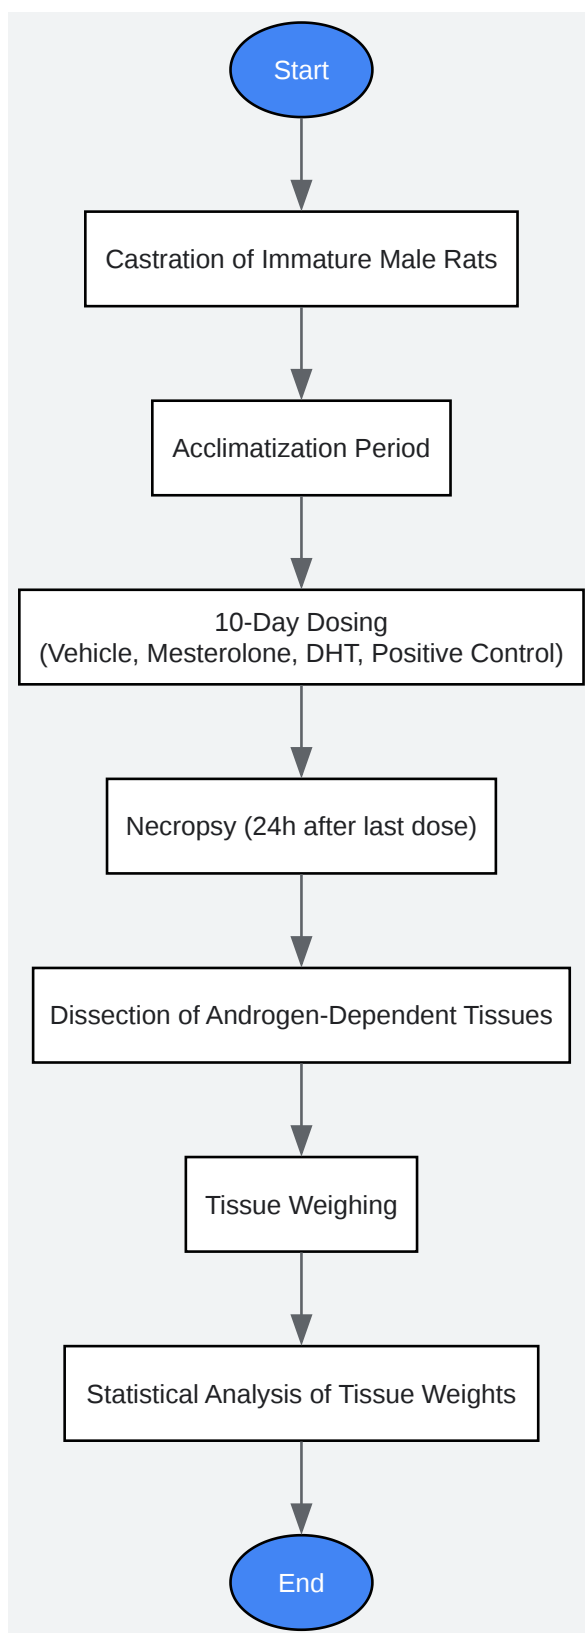 Start
Castration of Immature Male Rats
Acclimatization Period
10-Day Dosing
(Vehicle, Mesterolone, DHT, Positive Control)
Necropsy (24h after last dose)
Dissection of Androgen-Dependent Tissues
Tissue Weighing
Statistical Analysis of Tissue Weights
End